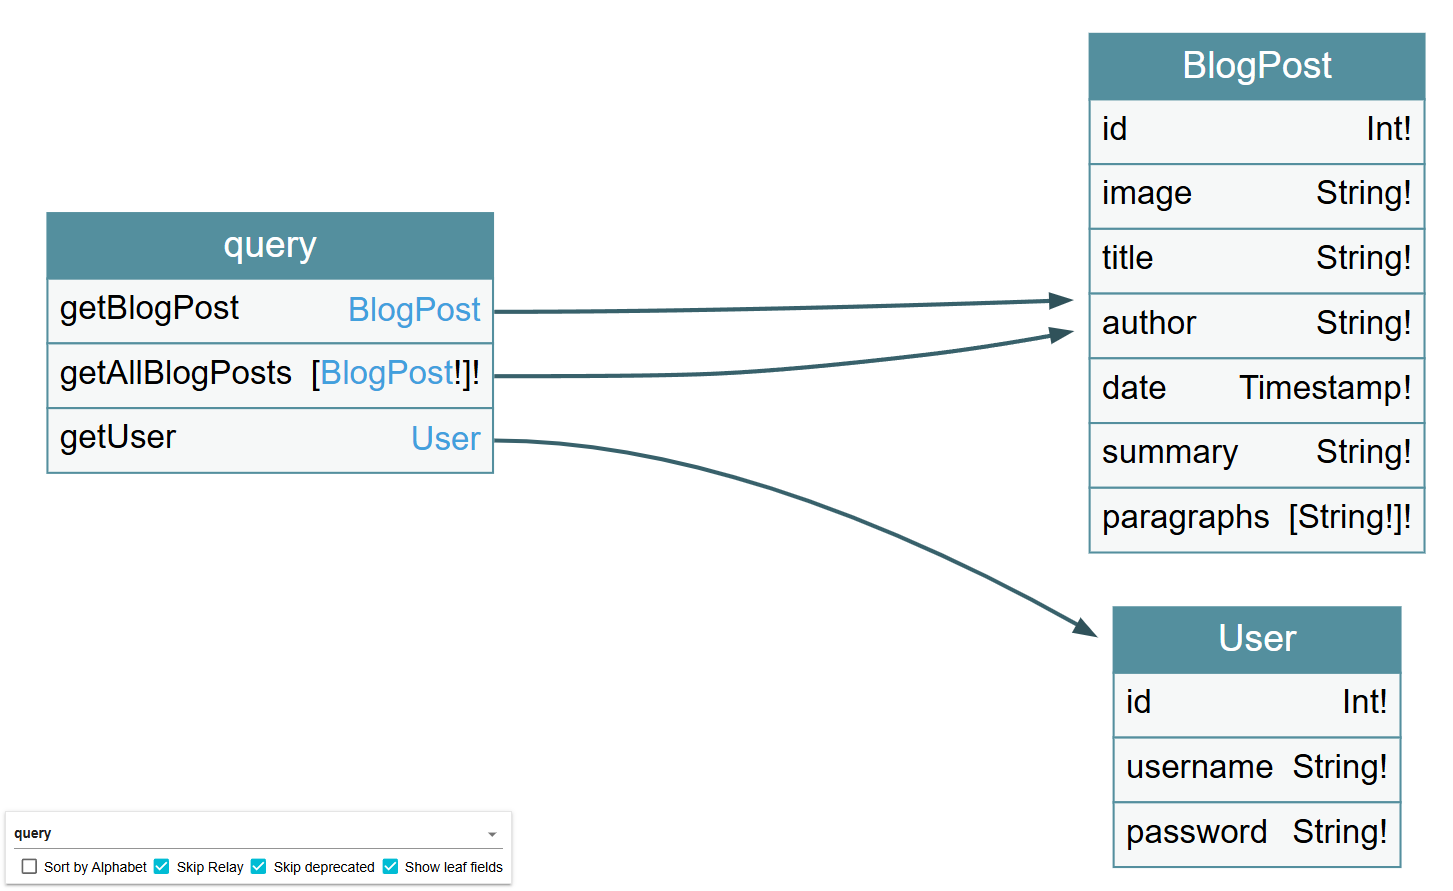 query
getBlogPost BlogPost
getAllBlogPosts [BlogPost!]!
getUser User
BlogPost
id Int!
image String!
title String!
author String!
date Timestamp!
summary String!
paragraphs [String!]!
User
id Int!
username String!
password String!
query
Sort by Alphabet Skip Relay Skip deprecated Show leaf fields